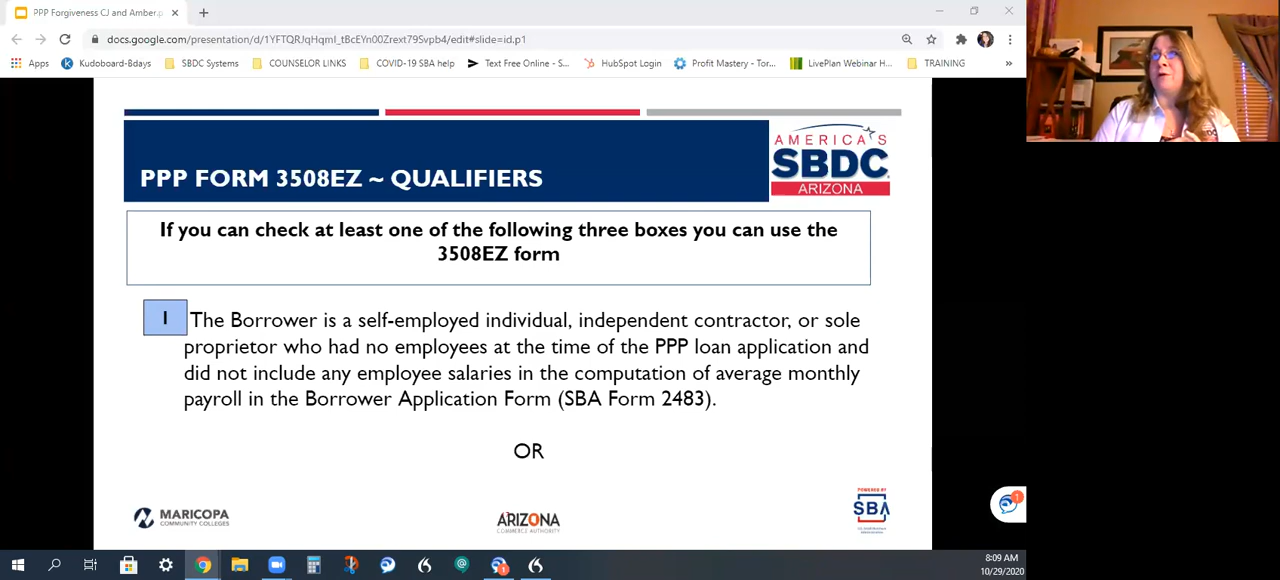 PPP Forgiveness CJ and Amber.p
docs.google.com/presentation/d/1YFTQRJqHqmI_tBcEYn00Zrext79Svpb4/edit#slide=id.p1
Apps Kudoboard-8days SBDC Systems COUNSELOR LINKS COVID-19 SBA help Text Free Online - S... HubSpot Login Profit Mastery - Tor... LivePlan Webinar H... TRAINING »
AMERICA'S
SBDC
ARIZONA
PPP FORM 3508EZ ~ QUALIFIERS
If you can check at least one of the following three boxes you can use the
3508EZ form
1 The Borrower is a self-employed individual, independent contractor, or sole
proprietor who had no employees at the time of the PPP loan application and
did not include any employee salaries in the computation of average monthly
payroll in the Borrower Application Form (SBA Form 2483).
OR
MARICOPA
COMMUNITY COLLEGES
ARIZONA
COMMERCE AUTHORITY
POWERED BY
SBA
1
8:09 AM
10/29/2020